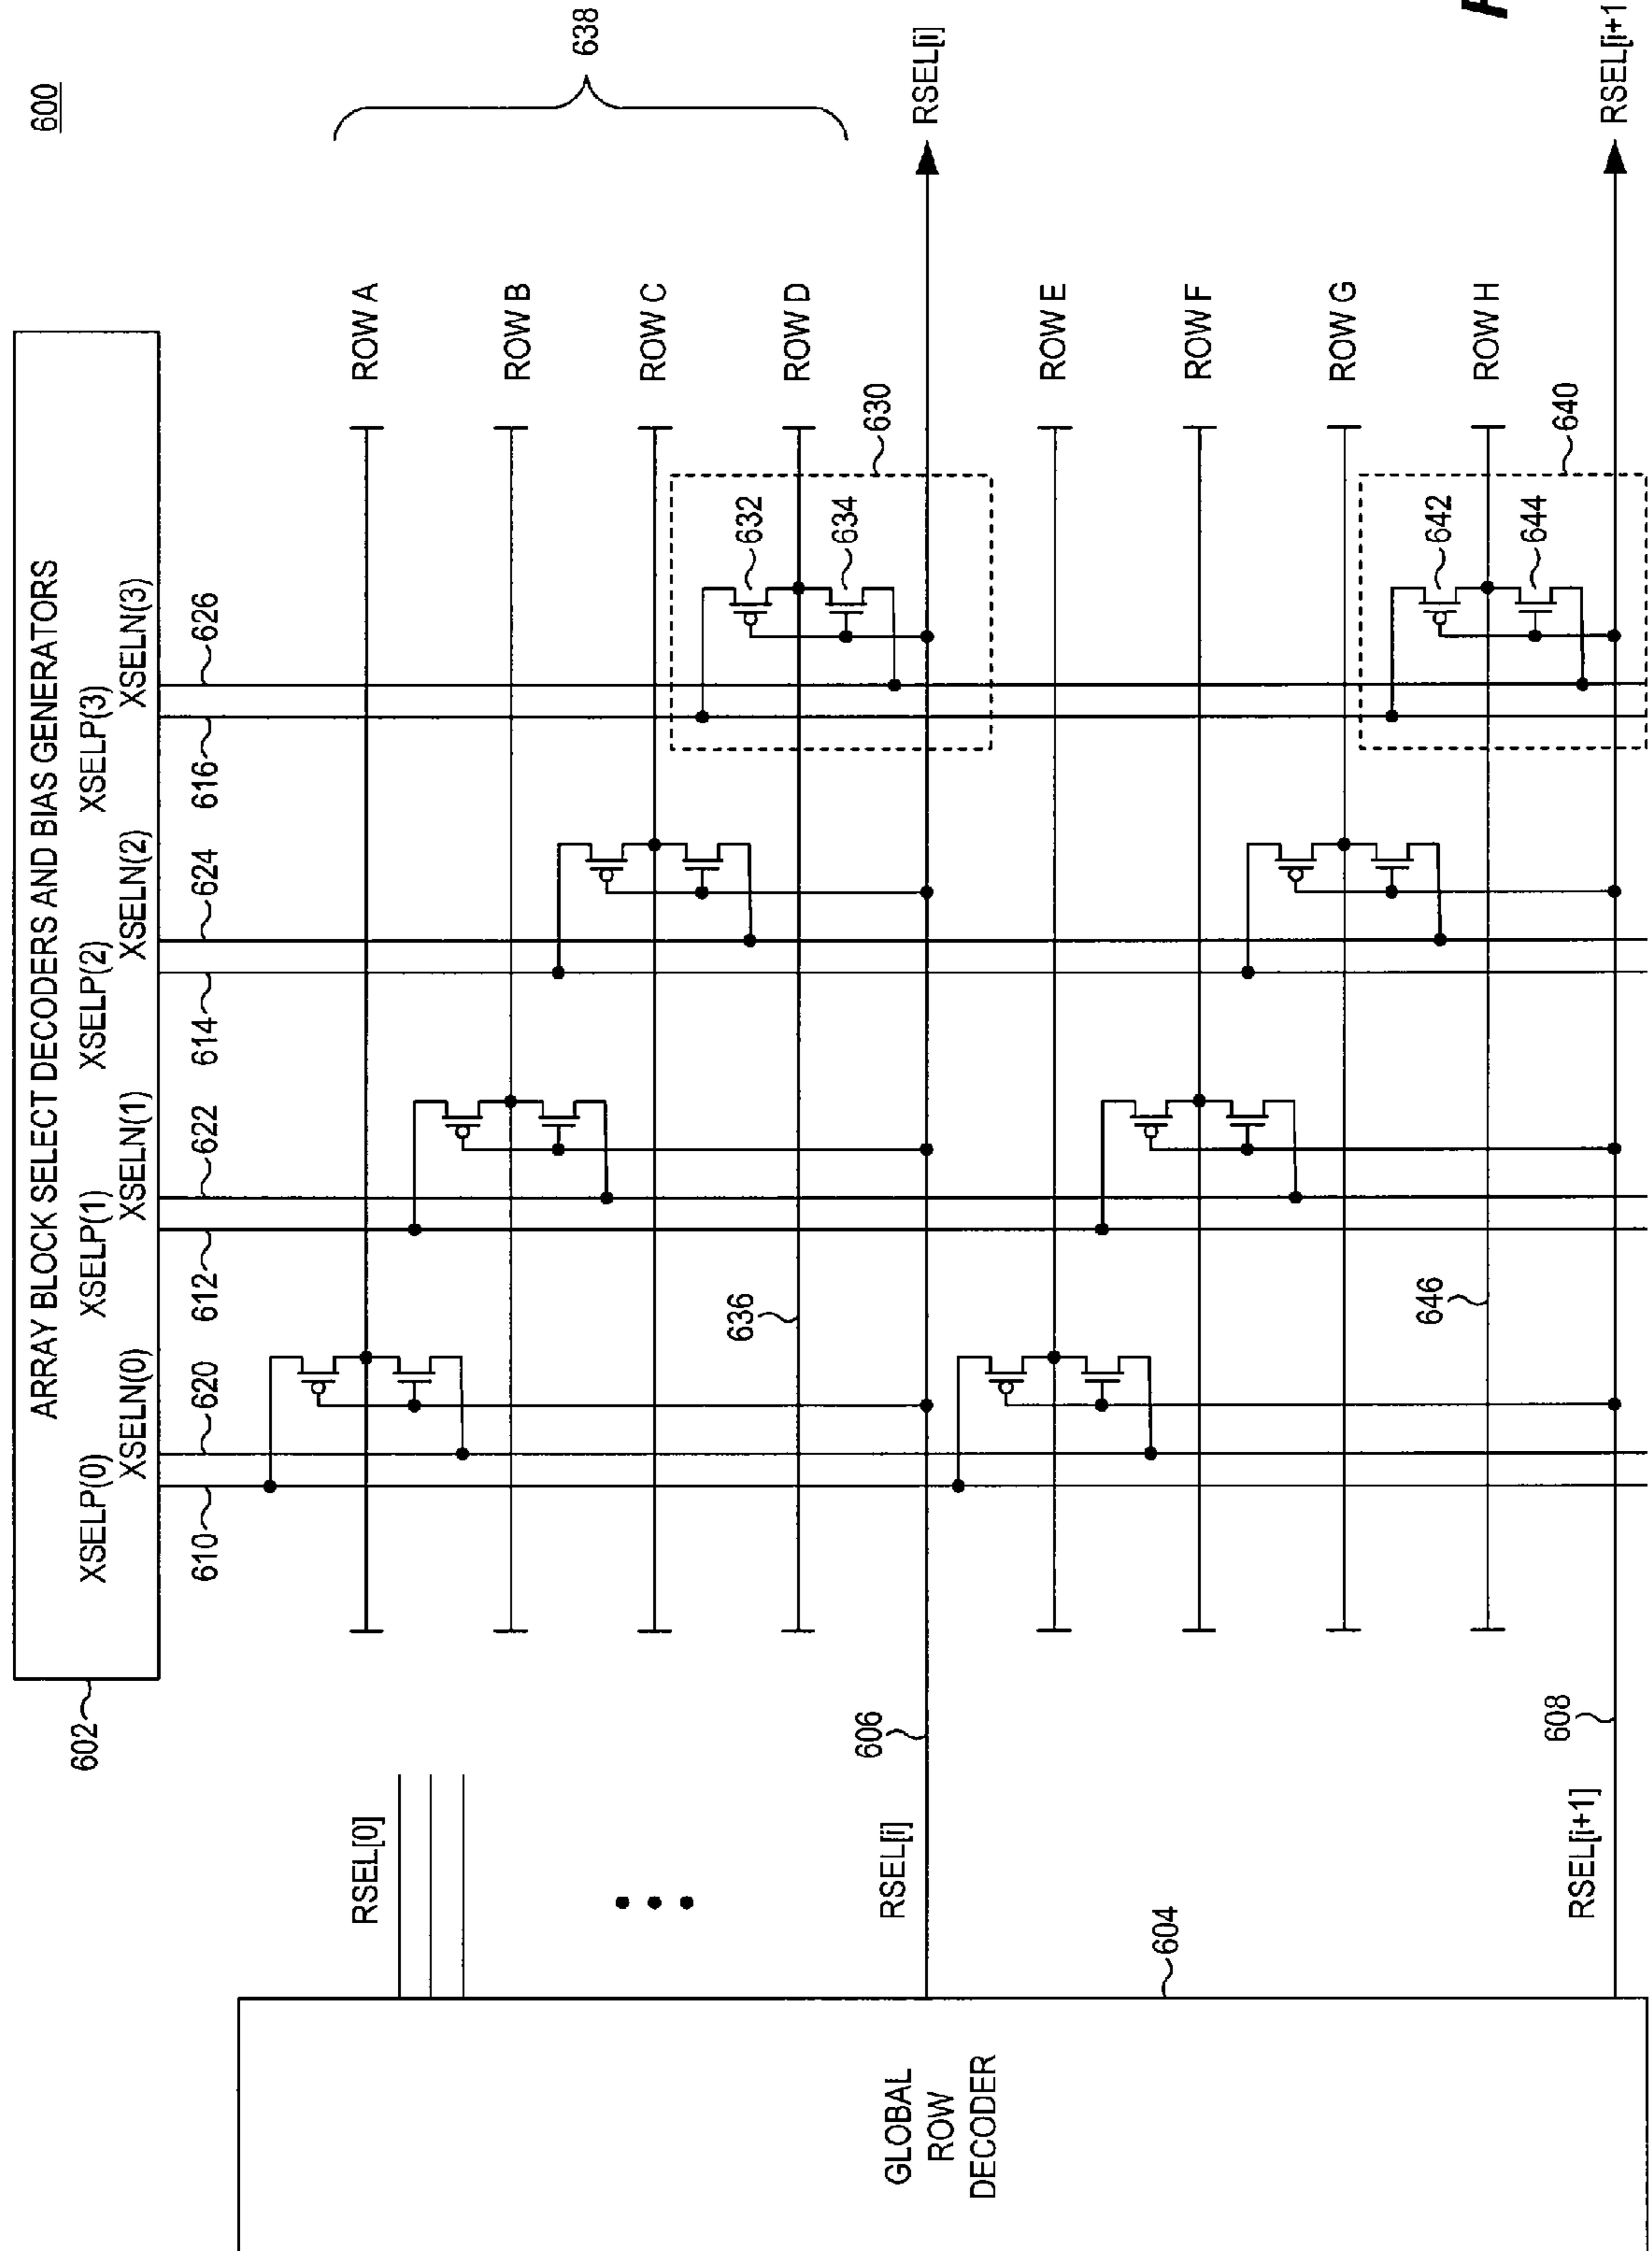 600
ARRAY BLOCK SELECT DECODERS AND BIAS GENERATORS
XSELP(0)
XSELN(0)
XSELP(1)
XSELN(1)
XSELP(2)
XSELN(2)
XSELP(3)
XSELN(3)
602
610
620
612
622
614
624
616
626
638
RSEL[0]
ROW A
ROW B
ROW C
ROW D
632
634
636
630
606
RSEL[i]
RSEL[i]
GLOBAL
ROW
DECODER
604
ROW E
ROW F
ROW G
ROW H
642
644
646
640
608
RSEL[i+1]
RSEL[i+1